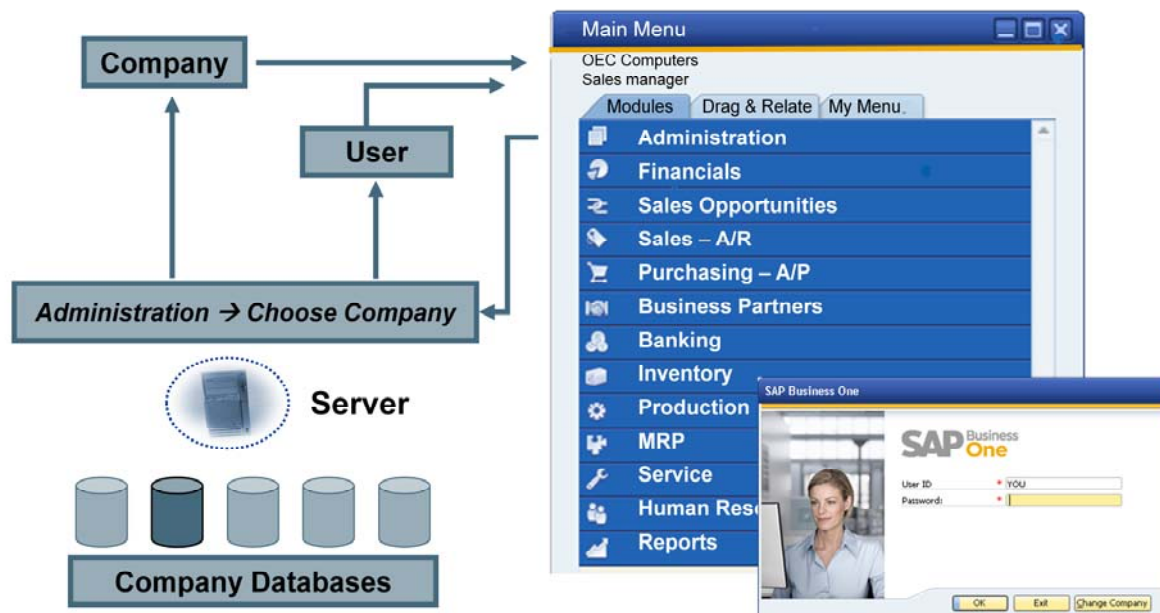 Company
User
Administration → Choose Company
Server
Company Databases
Main Menu
OEC Computers
Sales manager
Modules Drag & Relate My Menu
Administration
Financials
Sales Opportunities
Sales – A/R
Purchasing – A/P
Business Partners
Banking
Inventory
Production
MRP
Service
Human Reso
Reports
SAP Business One
SAP Business
One
User ID * YOU
Password: *
OK Exit Change Company